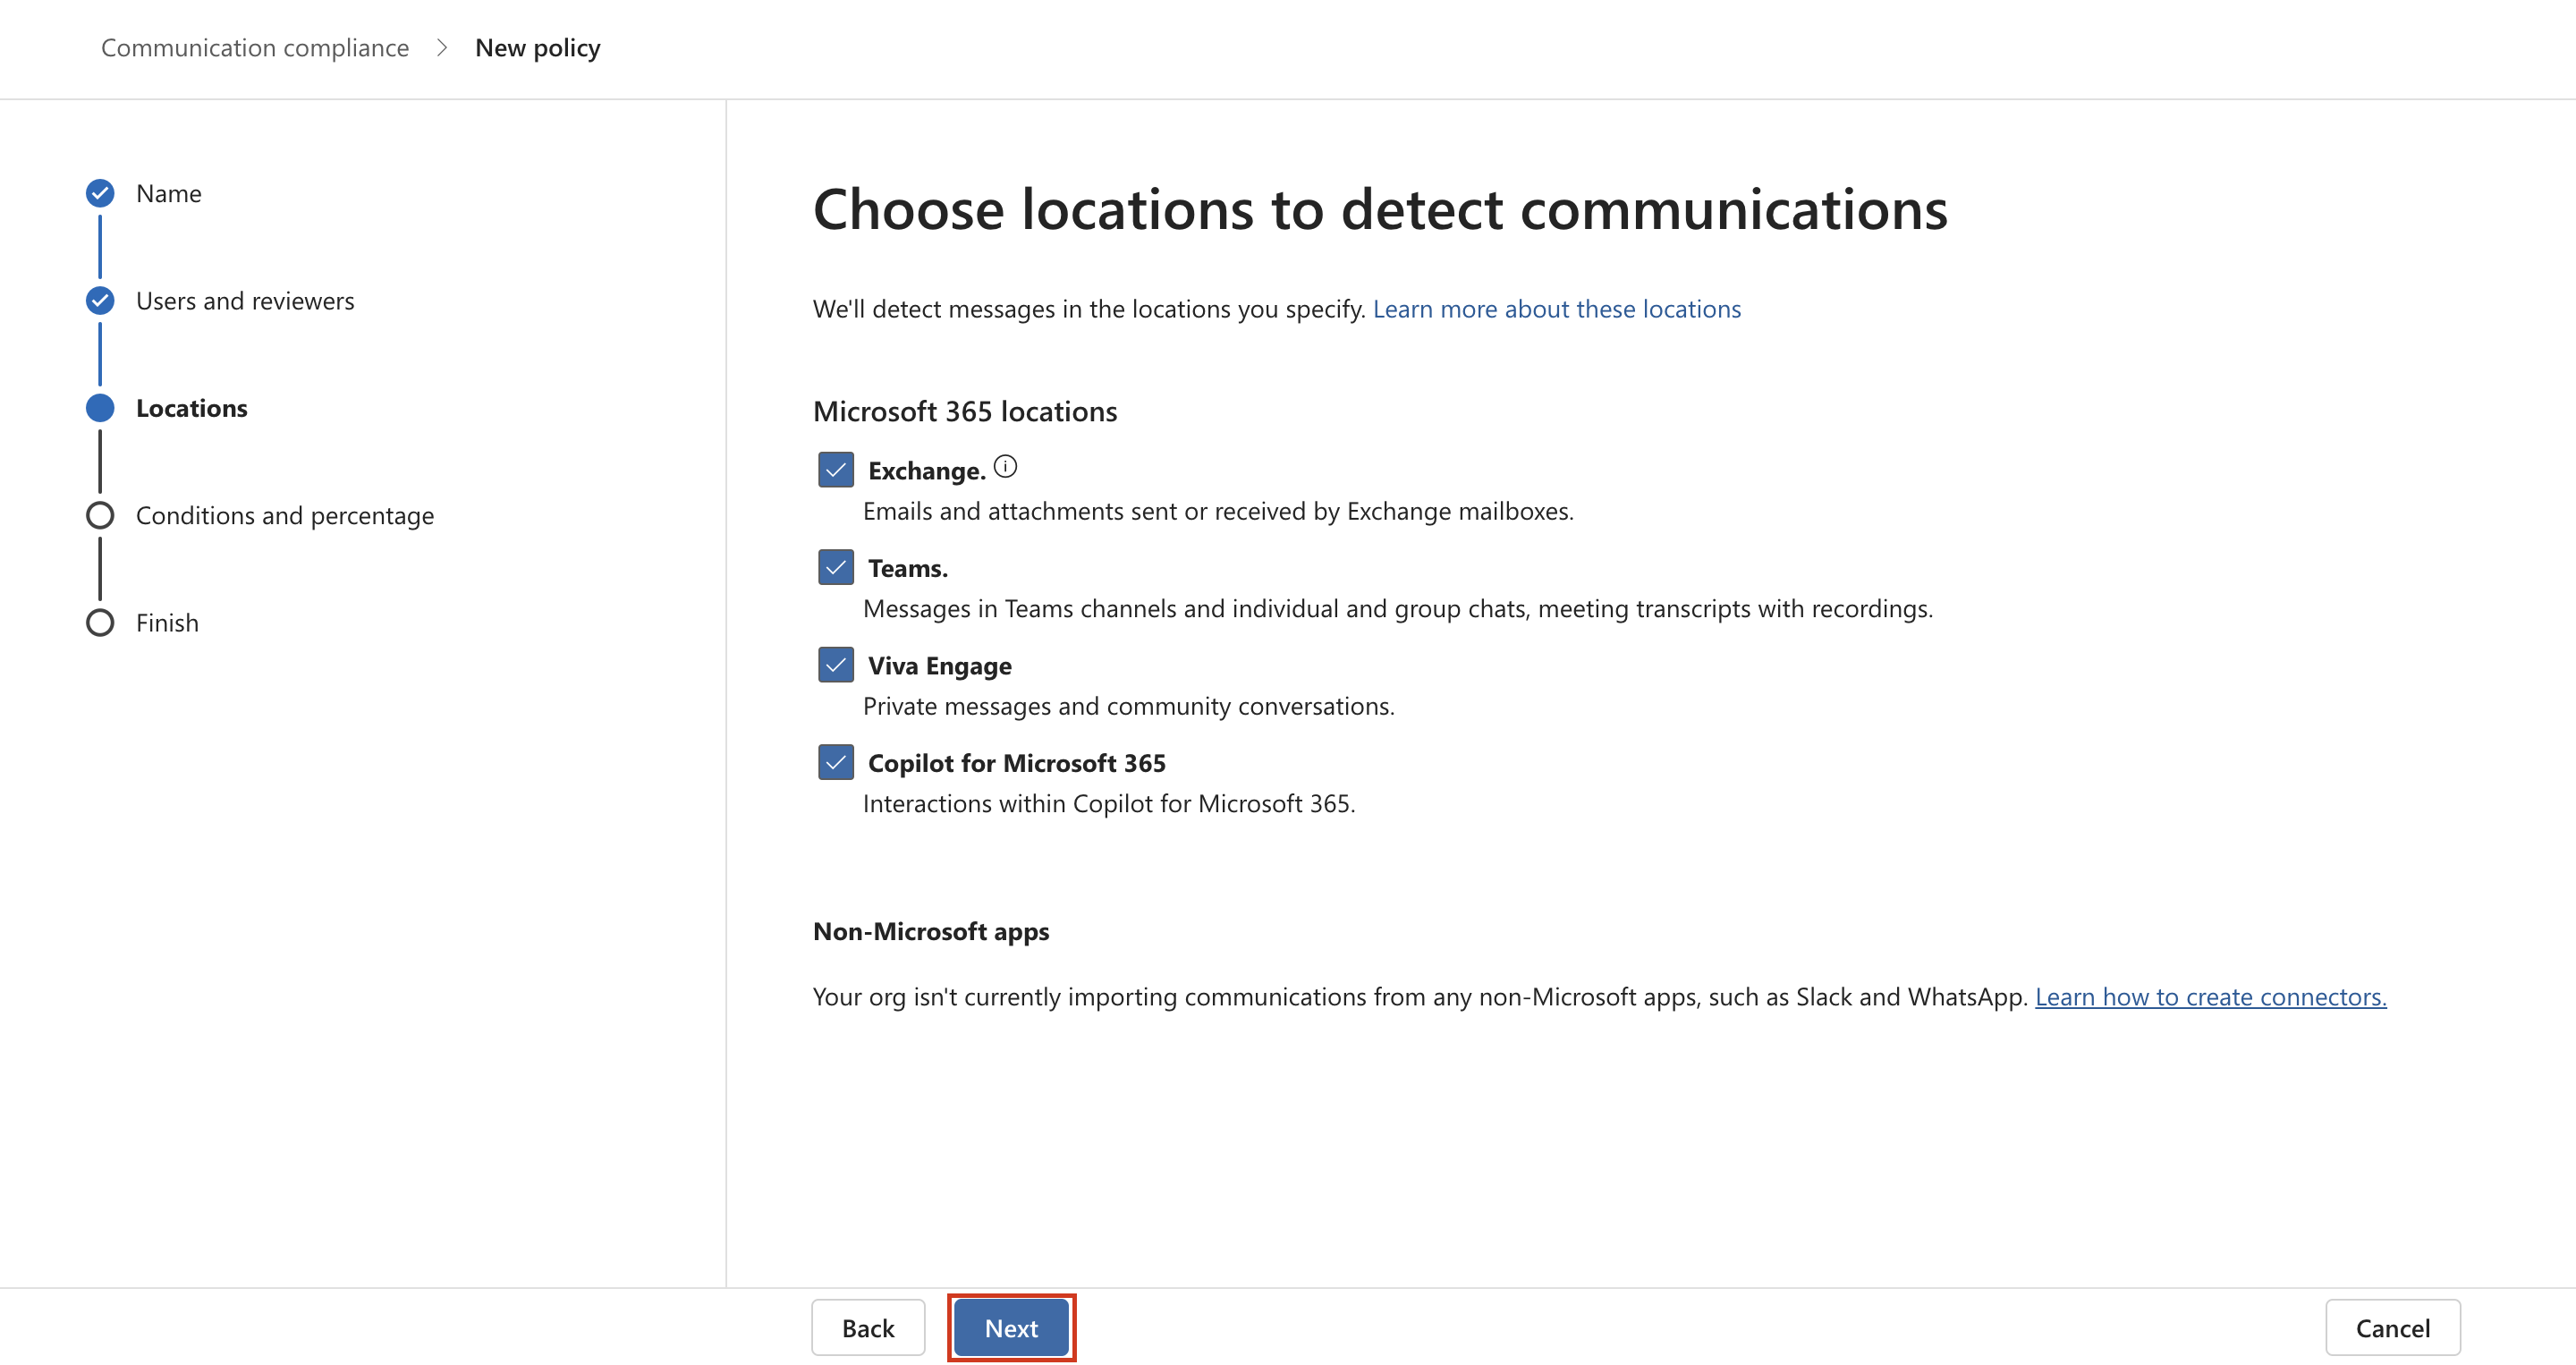 Communication compliance > New policy
Name
Users and reviewers
Locations
Conditions and percentage
Finish
Choose locations to detect communications
We'll detect messages in the locations you specify. Learn more about these locations
Microsoft 365 locations
Exchange.
Emails and attachments sent or received by Exchange mailboxes.
Teams.
Messages in Teams channels and individual and group chats, meeting transcripts with recordings.
Viva Engage
Private messages and community conversations.
Copilot for Microsoft 365
Interactions within Copilot for Microsoft 365.
Non-Microsoft apps
Your org isn't currently importing communications from any non-Microsoft apps, such as Slack and WhatsApp. Learn how to create connectors.
Back Next Cancel